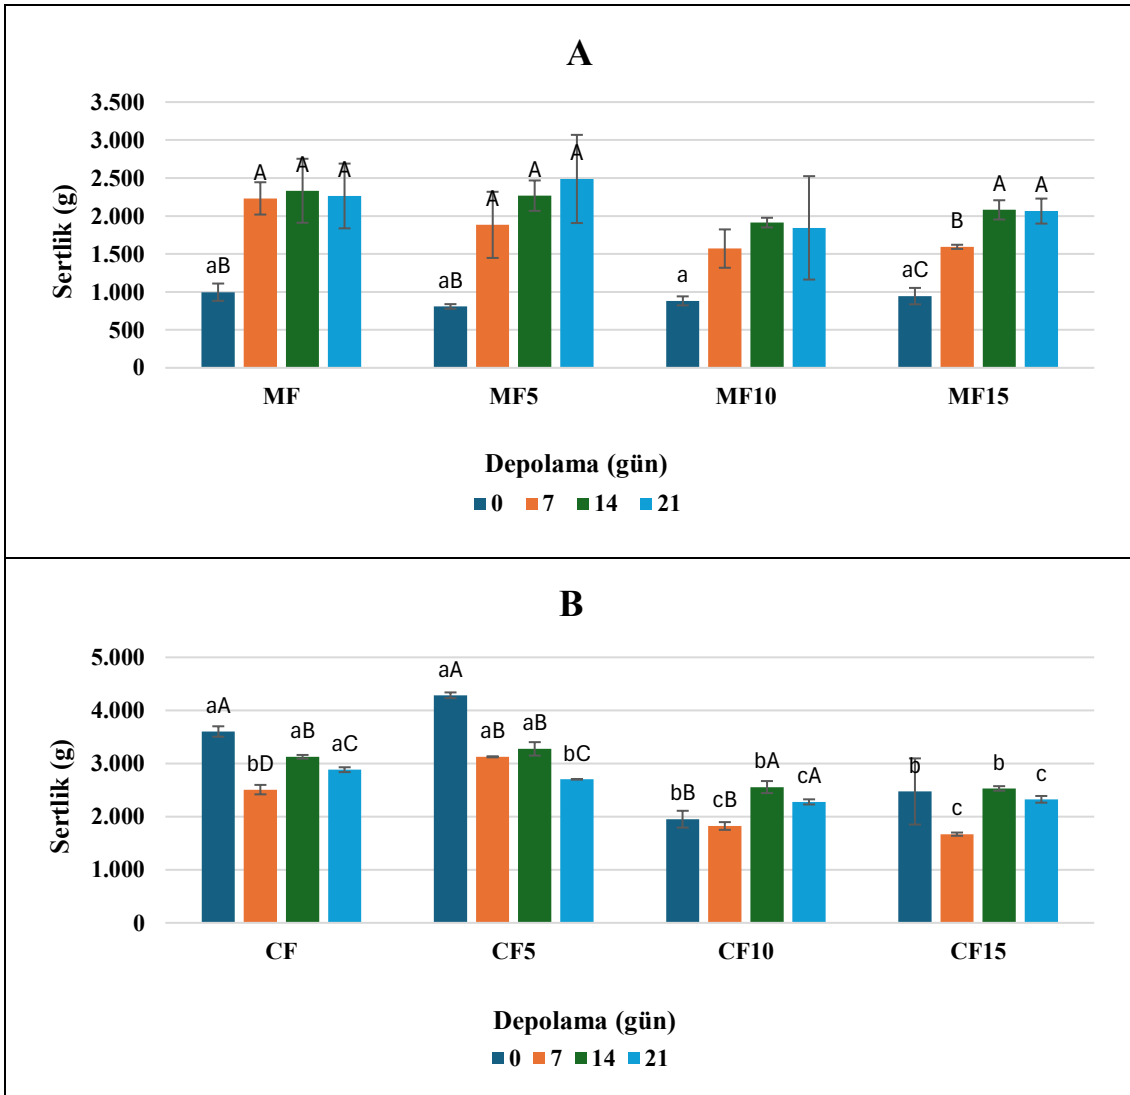 A
3.500
3.000
2.500
2.000
1.500
1.000
500
0
Sertlik (g)
aB A A A
aB A A A
a
aC B A A
MF MF5 MF10 MF15
Depolama (gün)
0 7 14 21
B
5.000
4.000
3.000
2.000
1.000
0
Sertlik (g)
aA bD aB aC
aA aB aB bC
bB cB bA cA
b c b c
CF CF5 CF10 CF15
Depolama (gün)
0 7 14 21